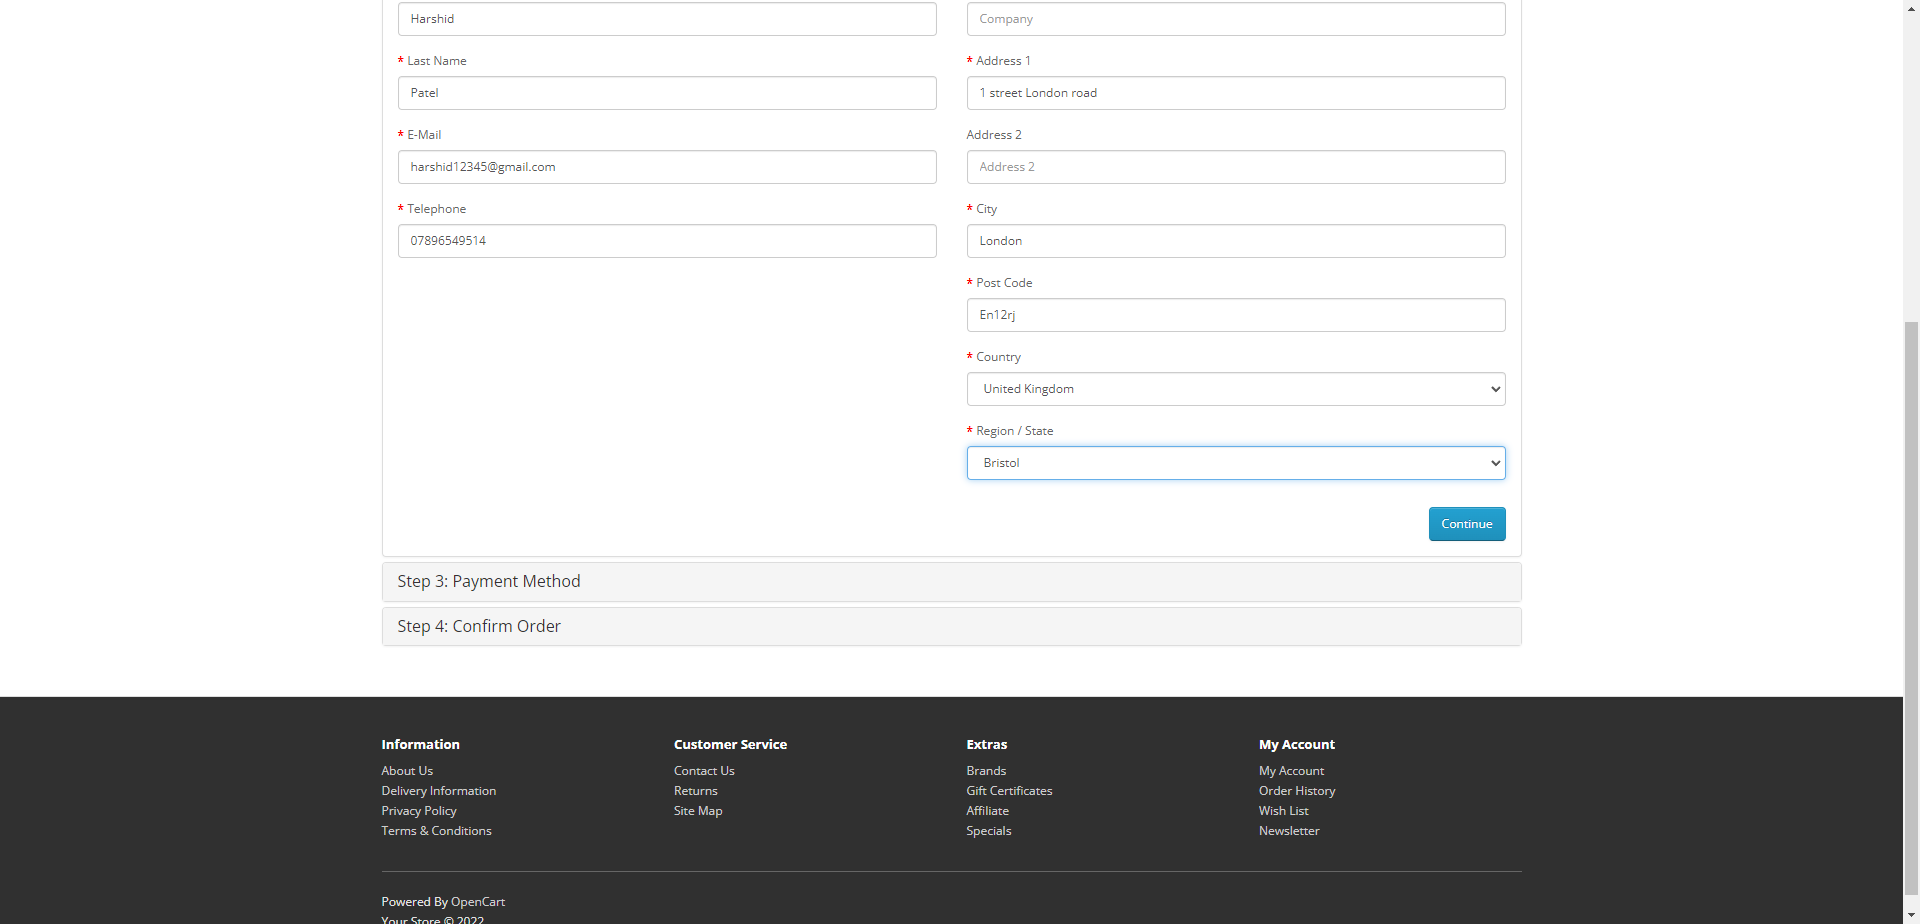 Harshid
Company
* Last Name
Patel
* Address 1
1 street London road
* E-Mail
harshid12345@gmail.com
Address 2
Address 2
* Telephone
07896549514
* City
London
* Post Code
En12rj
* Country
United Kingdom
* Region / State
Bristol
Continue
Step 3: Payment Method
Step 4: Confirm Order
Information
About Us
Delivery Information
Privacy Policy
Terms & Conditions
Customer Service
Contact Us
Returns
Site Map
Extras
Brands
Gift Certificates
Affiliate
Specials
My Account
My Account
Order History
Wish List
Newsletter
Powered By OpenCart
Your Store © 2022